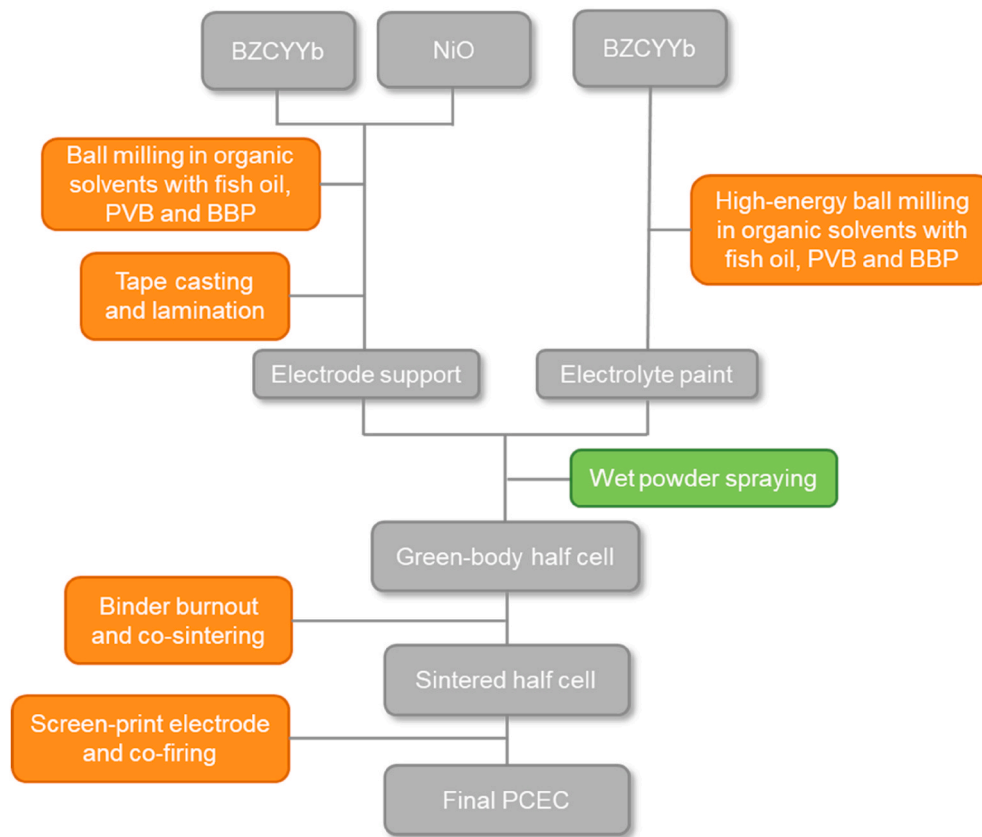 BZCYYb
NiO
BZCYYb
Ball milling in organic
solvents with fish oil,
PVB and BBP
High-energy ball milling
in organic solvents with
fish oil, PVB and BBP
Tape casting
and lamination
Electrode support
Electrolyte paint
Wet powder spraying
Green-body half cell
Binder burnout
and co-sintering
Sintered half cell
Screen-print electrode
and co-firing
Final PCEC